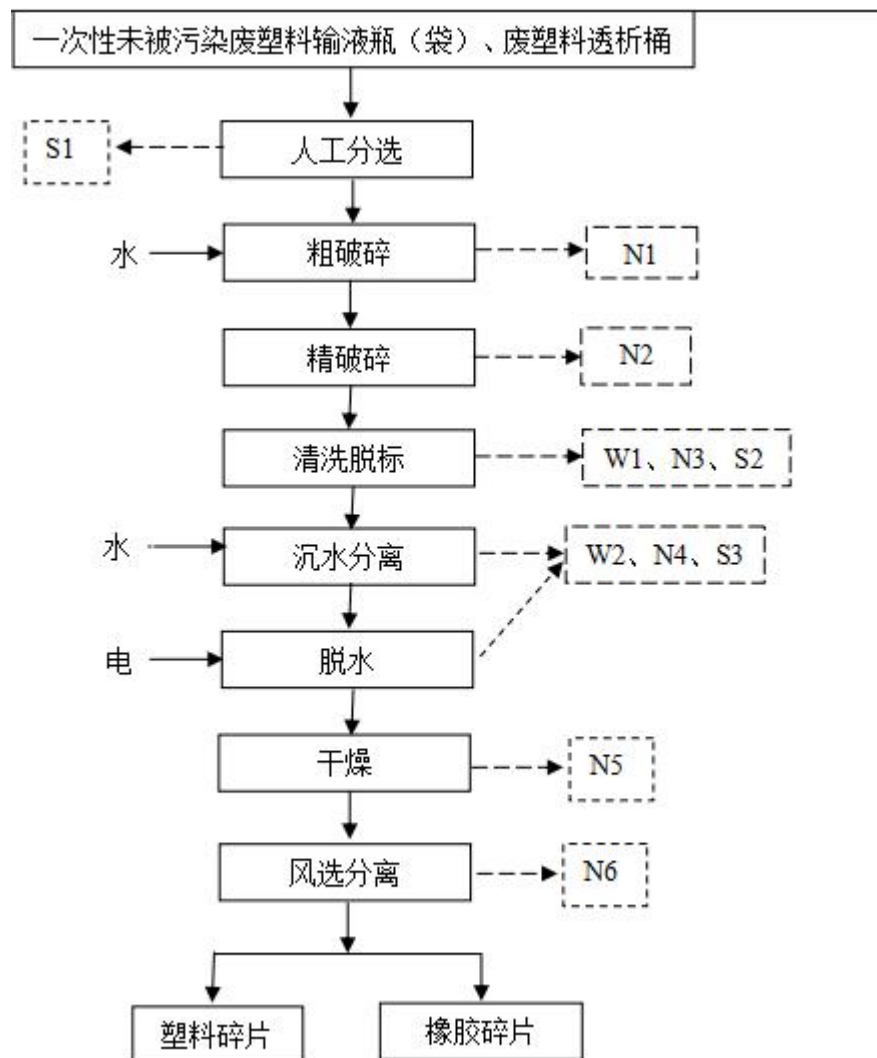 一次性未被污染废塑料输液瓶（袋）、废塑料透析桶
S1
人工分选
水
粗破碎
N1
精破碎
N2
清洗脱标
W1、N3、S2
水
沉水分离
W2、N4、S3
电
脱水
干燥
N5
风选分离
N6
塑料碎片
橡胶碎片